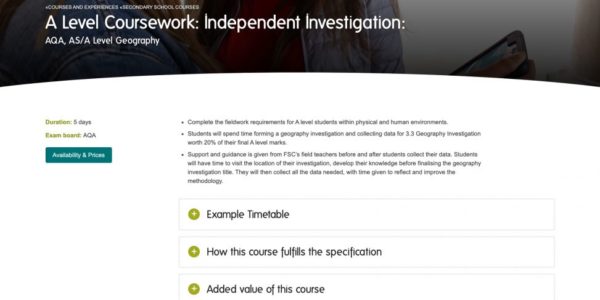 «COURSES AND EXPERIENCES «SECONDARY SCHOOL COURSES
A Level Coursework: Independent Investigation:
AQA, AS/A Level Geography
Duration: 5 days
Exam board: AQA
Availability & Prices
• Complete the fieldwork requirements for A level students within physical and human environments.
• Students will spend time forming a geography investigation and collecting data for 3.3 Geography Investigation
worth 20% of their final A level marks.
• Support and guidance is given from FSC's field teachers before and after students collect their data. Students
will have time to visit the location of their investigation, develop their knowledge before finalising the geography
investigation title. They will then collect all the data needed, with time given to reflect and improve the
methodology.
+ Example Timetable
+ How this course fulfills the specification
+ Added value of this course